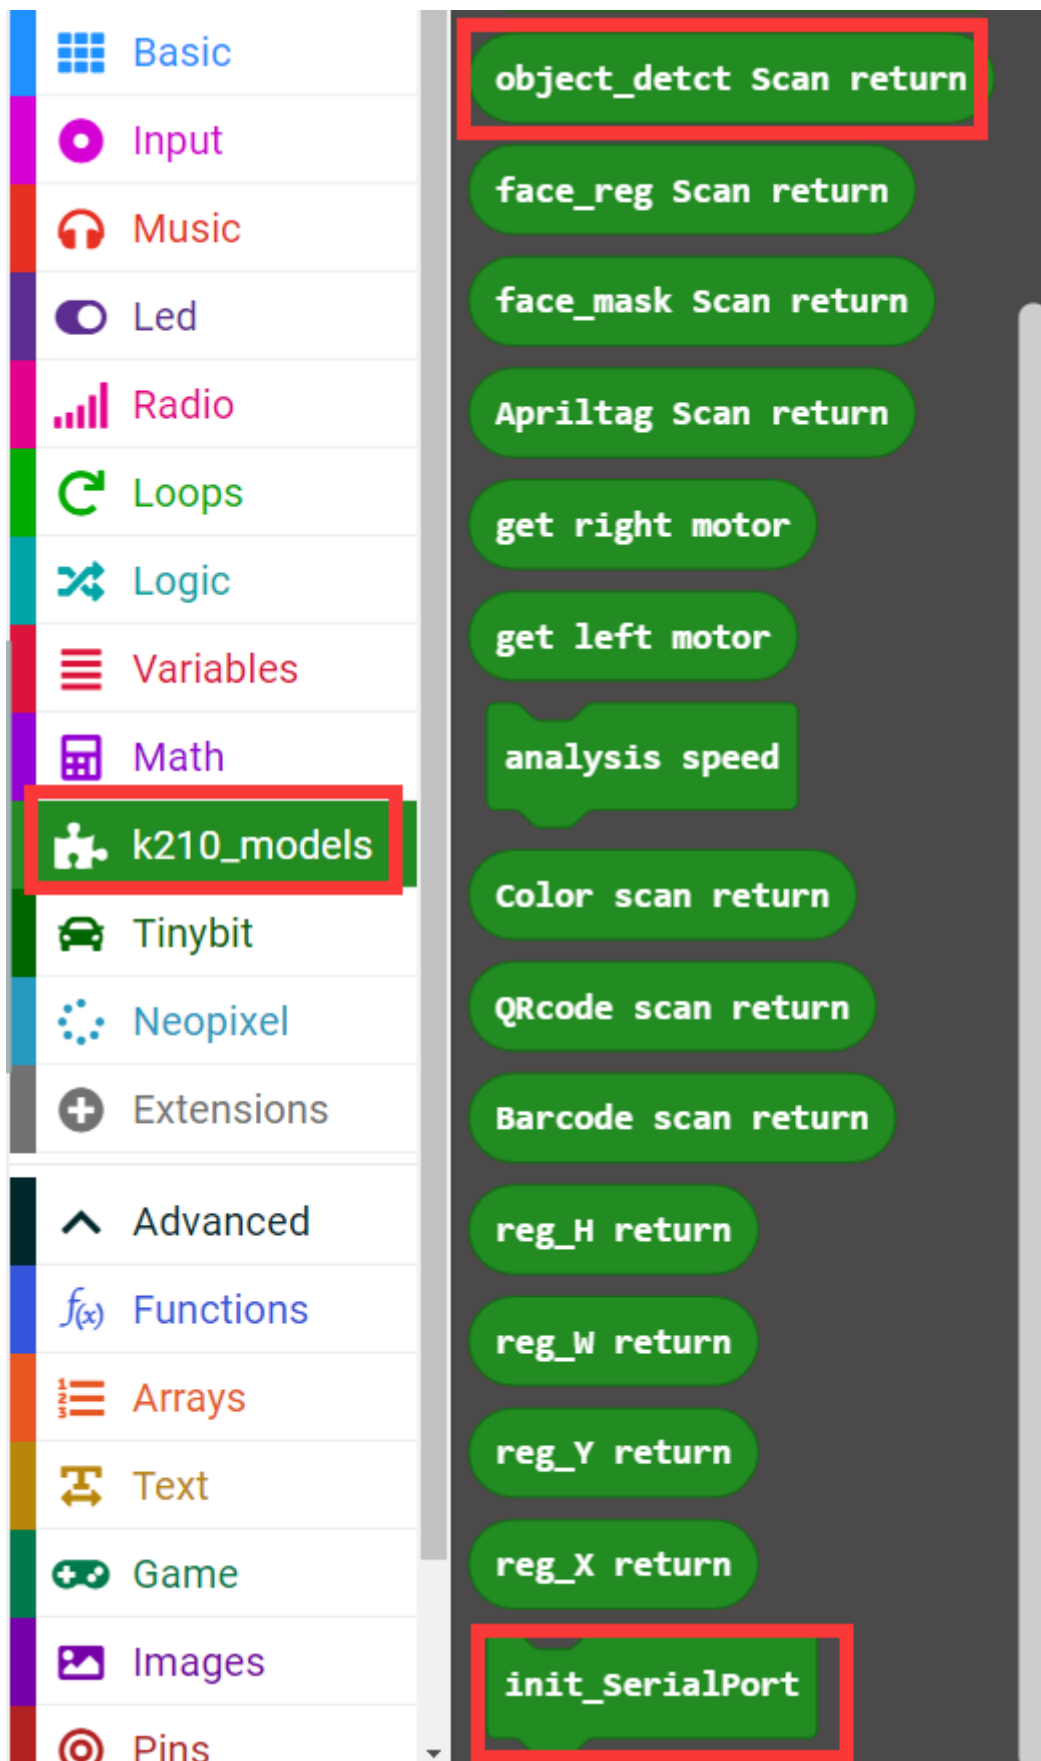 Basic
Input
Music
Led
Radio
Loops
Logic
Variables
Math
k210_models
Tinybit
Neopixel
Extensions
Advanced
f(x) Functions
Arrays
Text
Game
Images
Pins
object_detct Scan return
face_reg Scan return
face_mask Scan return
Apriltag Scan return
get right motor
get left motor
analysis speed
Color scan return
QRcode scan return
Barcode scan return
reg_H return
reg_W return
reg_Y return
reg_X return
init_SerialPort